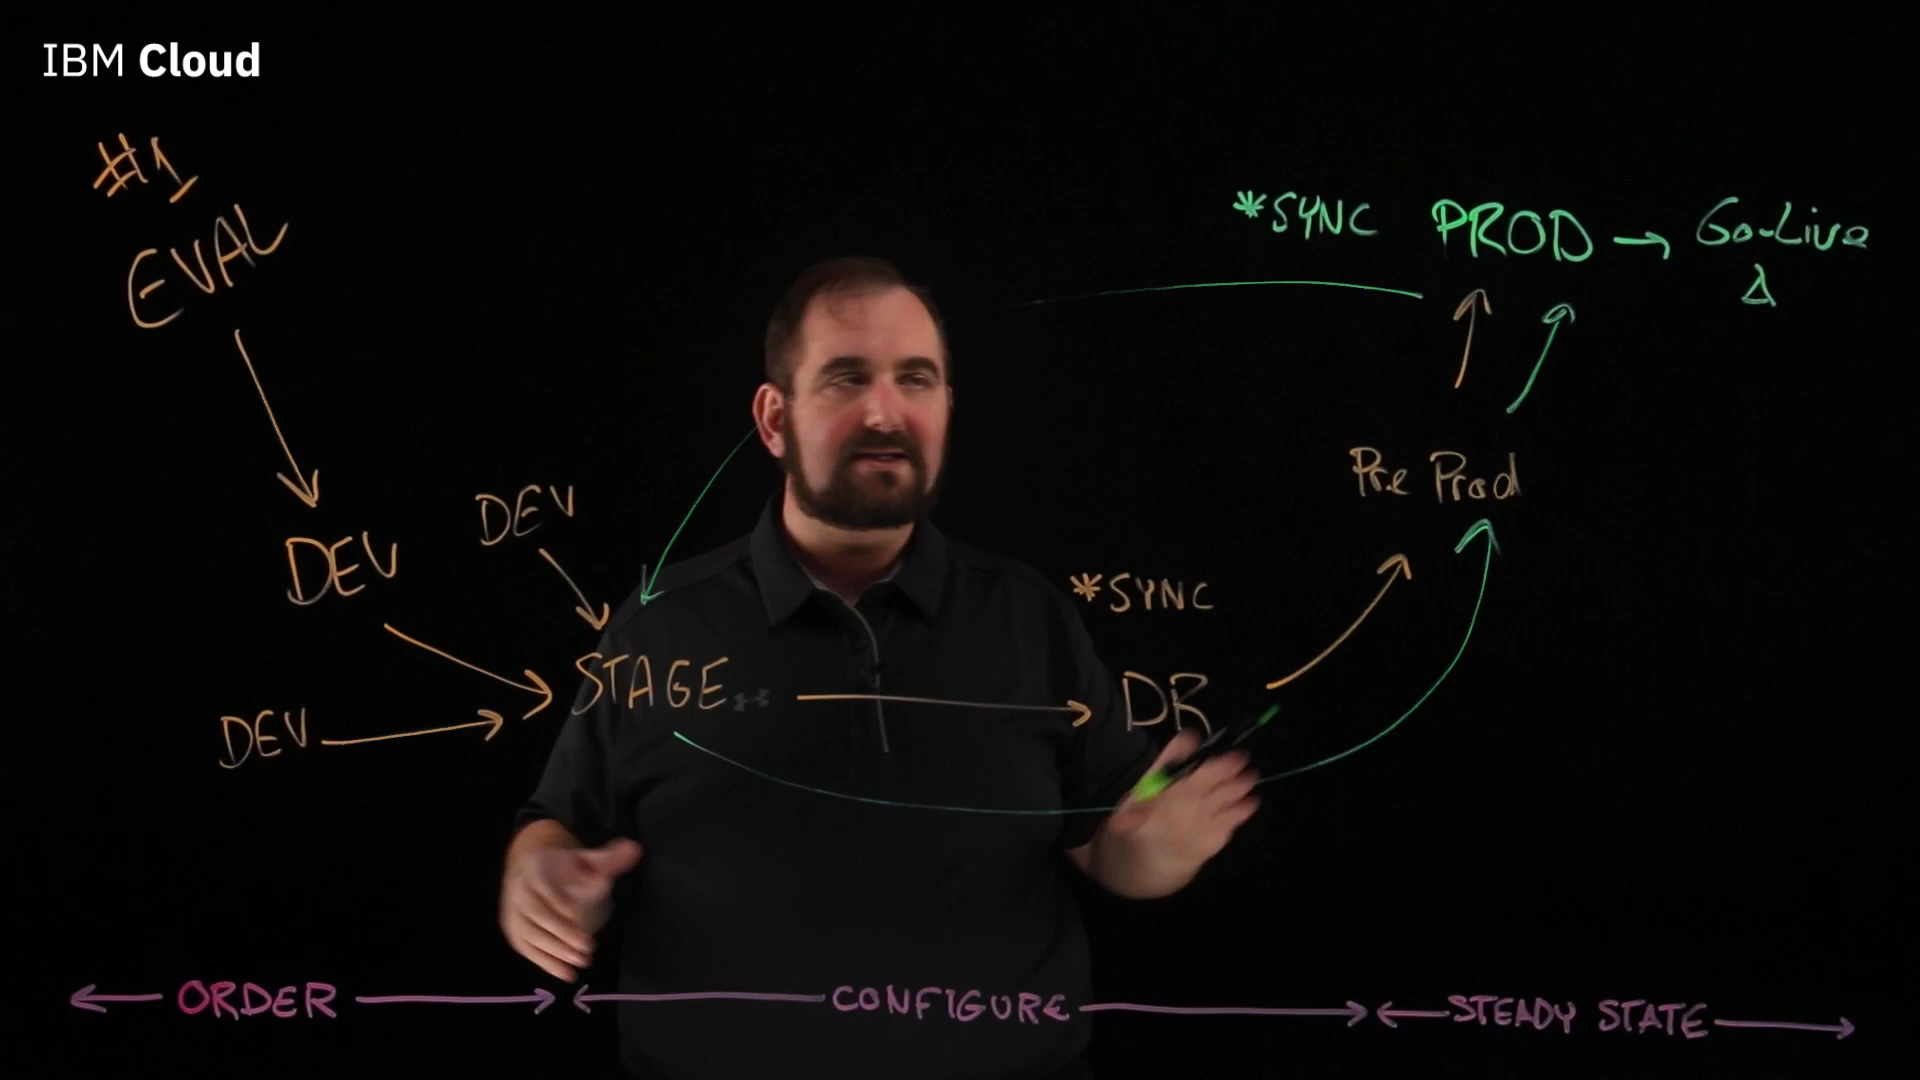 IBM Cloud
#1
EVAL
DEV
DEV
DEV
STAGE
*SYNC
DR
Pre Prod
*SYNC PROD → Go-Live
Δ
ORDER
CONFIGURE
STEADY STATE